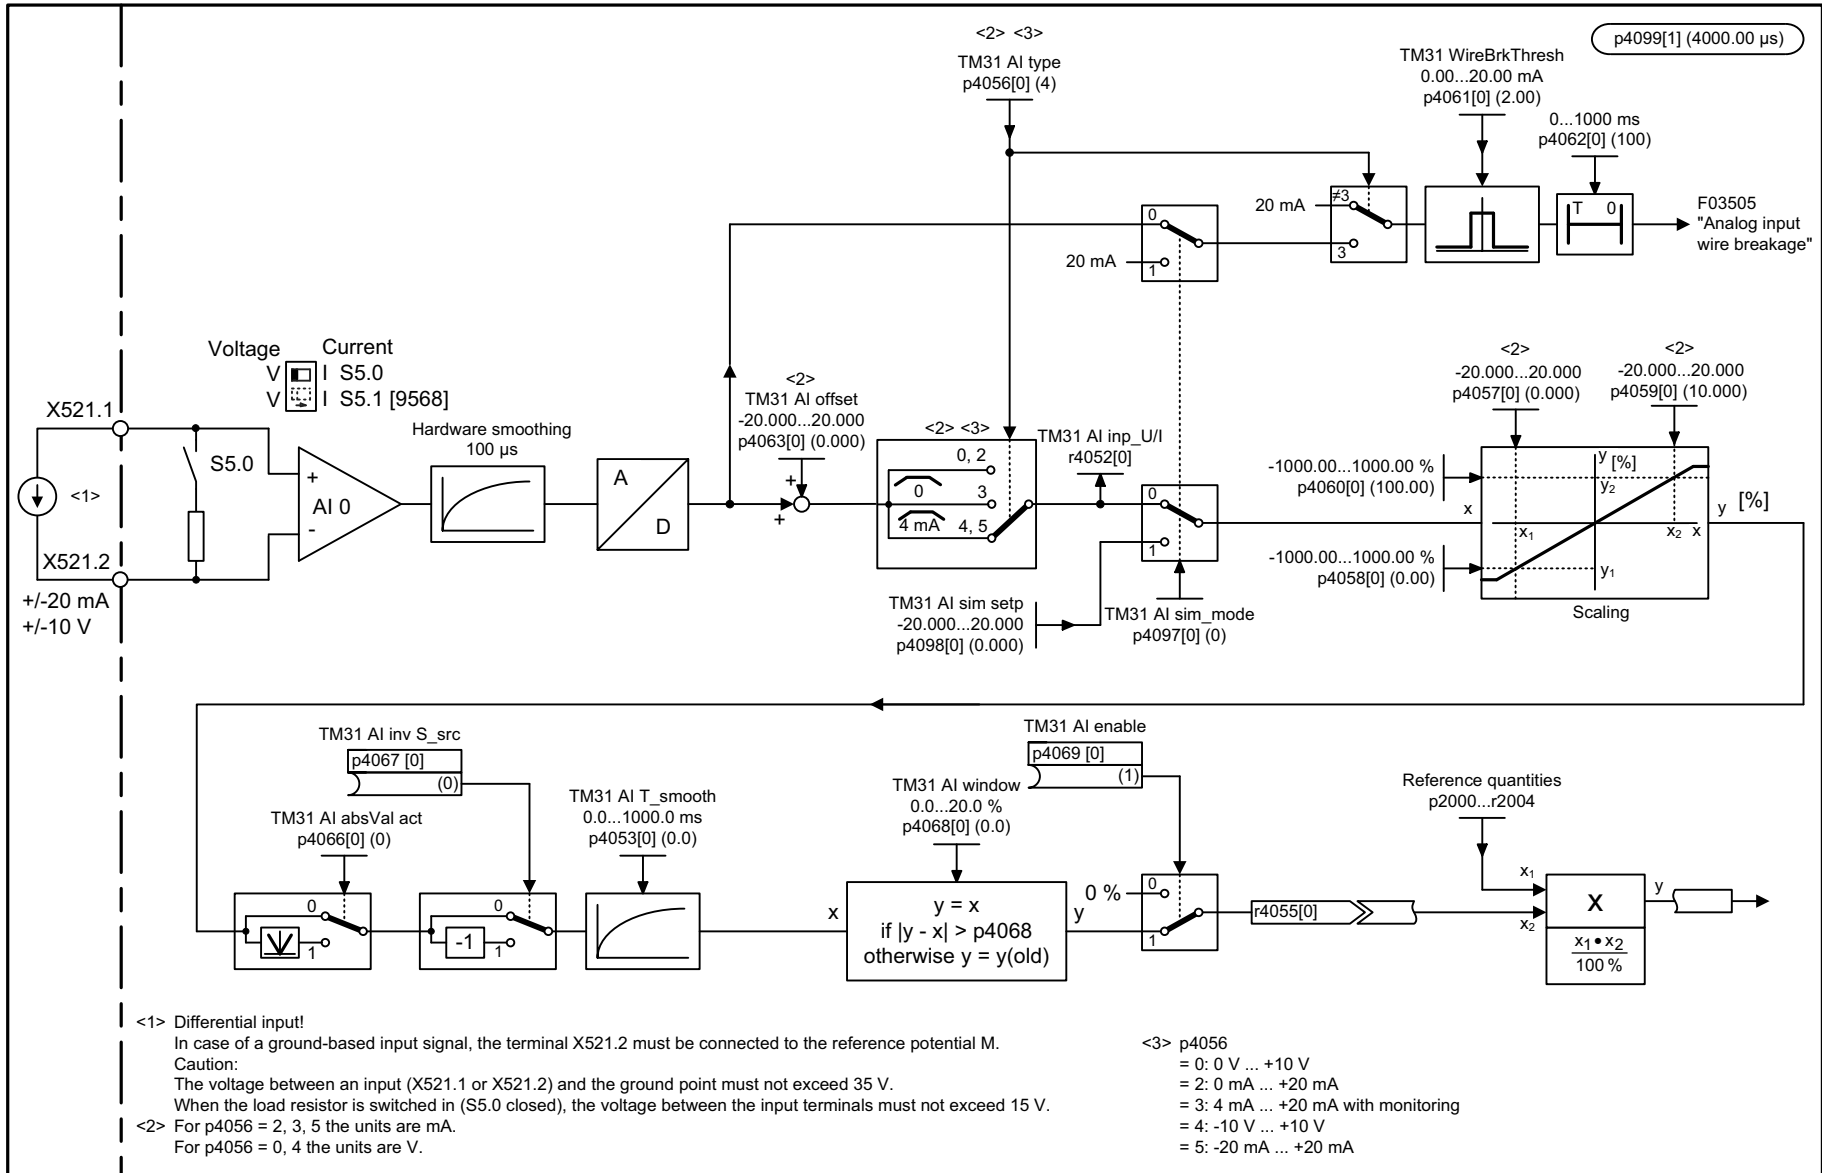 <2> <3>
TM31 AI type
p4056[0] (4)
p4099[1] (4000.00 µs)
TM31 WireBrkThresh
0.00...20.00 mA
p4061[0] (2.00)
0...1000 ms
p4062[0] (100)
20 mA
≠3
3
T 0
F03505
"Analog input
wire breakage"
0
20 mA
1
Voltage Current
V I S5.0
V I S5.1 [9568]
X521.1
S5.0
<1>
X521.2
+/-20 mA
+/-10 V
+
AI 0
-
Hardware smoothing
100 µs
A
D
<2>
TM31 AI offset
-20.000...20.000
p4063[0] (0.000)
+
+
<2> <3>
0, 2
0
3
4 mA
4, 5
TM31 AI inp_U/I
r4052[0]
0
1
TM31 AI sim setp
-20.000...20.000
p4098[0] (0.000)
TM31 AI sim_mode
p4097[0] (0)
<2>
-20.000...20.000
p4057[0] (0.000)
<2>
-20.000...20.000
p4059[0] (10.000)
-1000.00...1000.00 %
p4060[0] (100.00)
-1000.00...1000.00 %
p4058[0] (0.00)
x
y [%]
y2
x1
x2 x
y1
y [%]
Scaling
TM31 AI inv S_src
p4067 [0]
(0)
TM31 AI absVal act
p4066[0] (0)
0
1
0
-1
1
TM31 AI T_smooth
0.0...1000.0 ms
p4053[0] (0.0)
TM31 AI window
0.0...20.0 %
p4068[0] (0.0)
x
y = x
if |y - x| > p4068
otherwise y = y(old)
y
TM31 AI enable
p4069 [0]
(1)
0 %
0
1
r4055[0]
Reference quantities
p2000...r2004
x1
x2
X
x1 • x2
100 %
y
<1> Differential input!
In case of a ground-based input signal, the terminal X521.2 must be connected to the reference potential M.
Caution:
The voltage between an input (X521.1 or X521.2) and the ground point must not exceed 35 V.
When the load resistor is switched in (S5.0 closed), the voltage between the input terminals must not exceed 15 V.
<2> For p4056 = 2, 3, 5 the units are mA.
For p4056 = 0, 4 the units are V.
<3> p4056
= 0: 0 V ... +10 V
= 2: 0 mA ... +20 mA
= 3: 4 mA ... +20 mA with monitoring
= 4: -10 V ... +10 V
= 5: -20 mA ... +20 mA